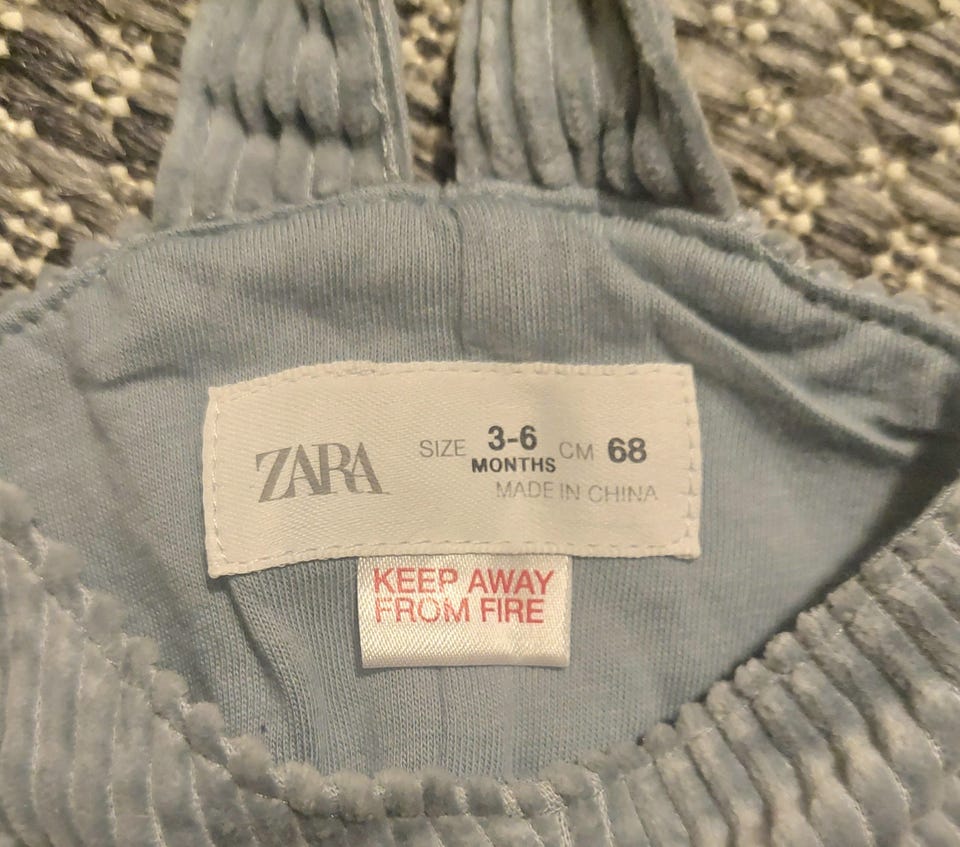 ZARA SIZE 3-6 MONTHS CM 68
MADE IN CHINA
KEEP AWAY
FROM FIRE